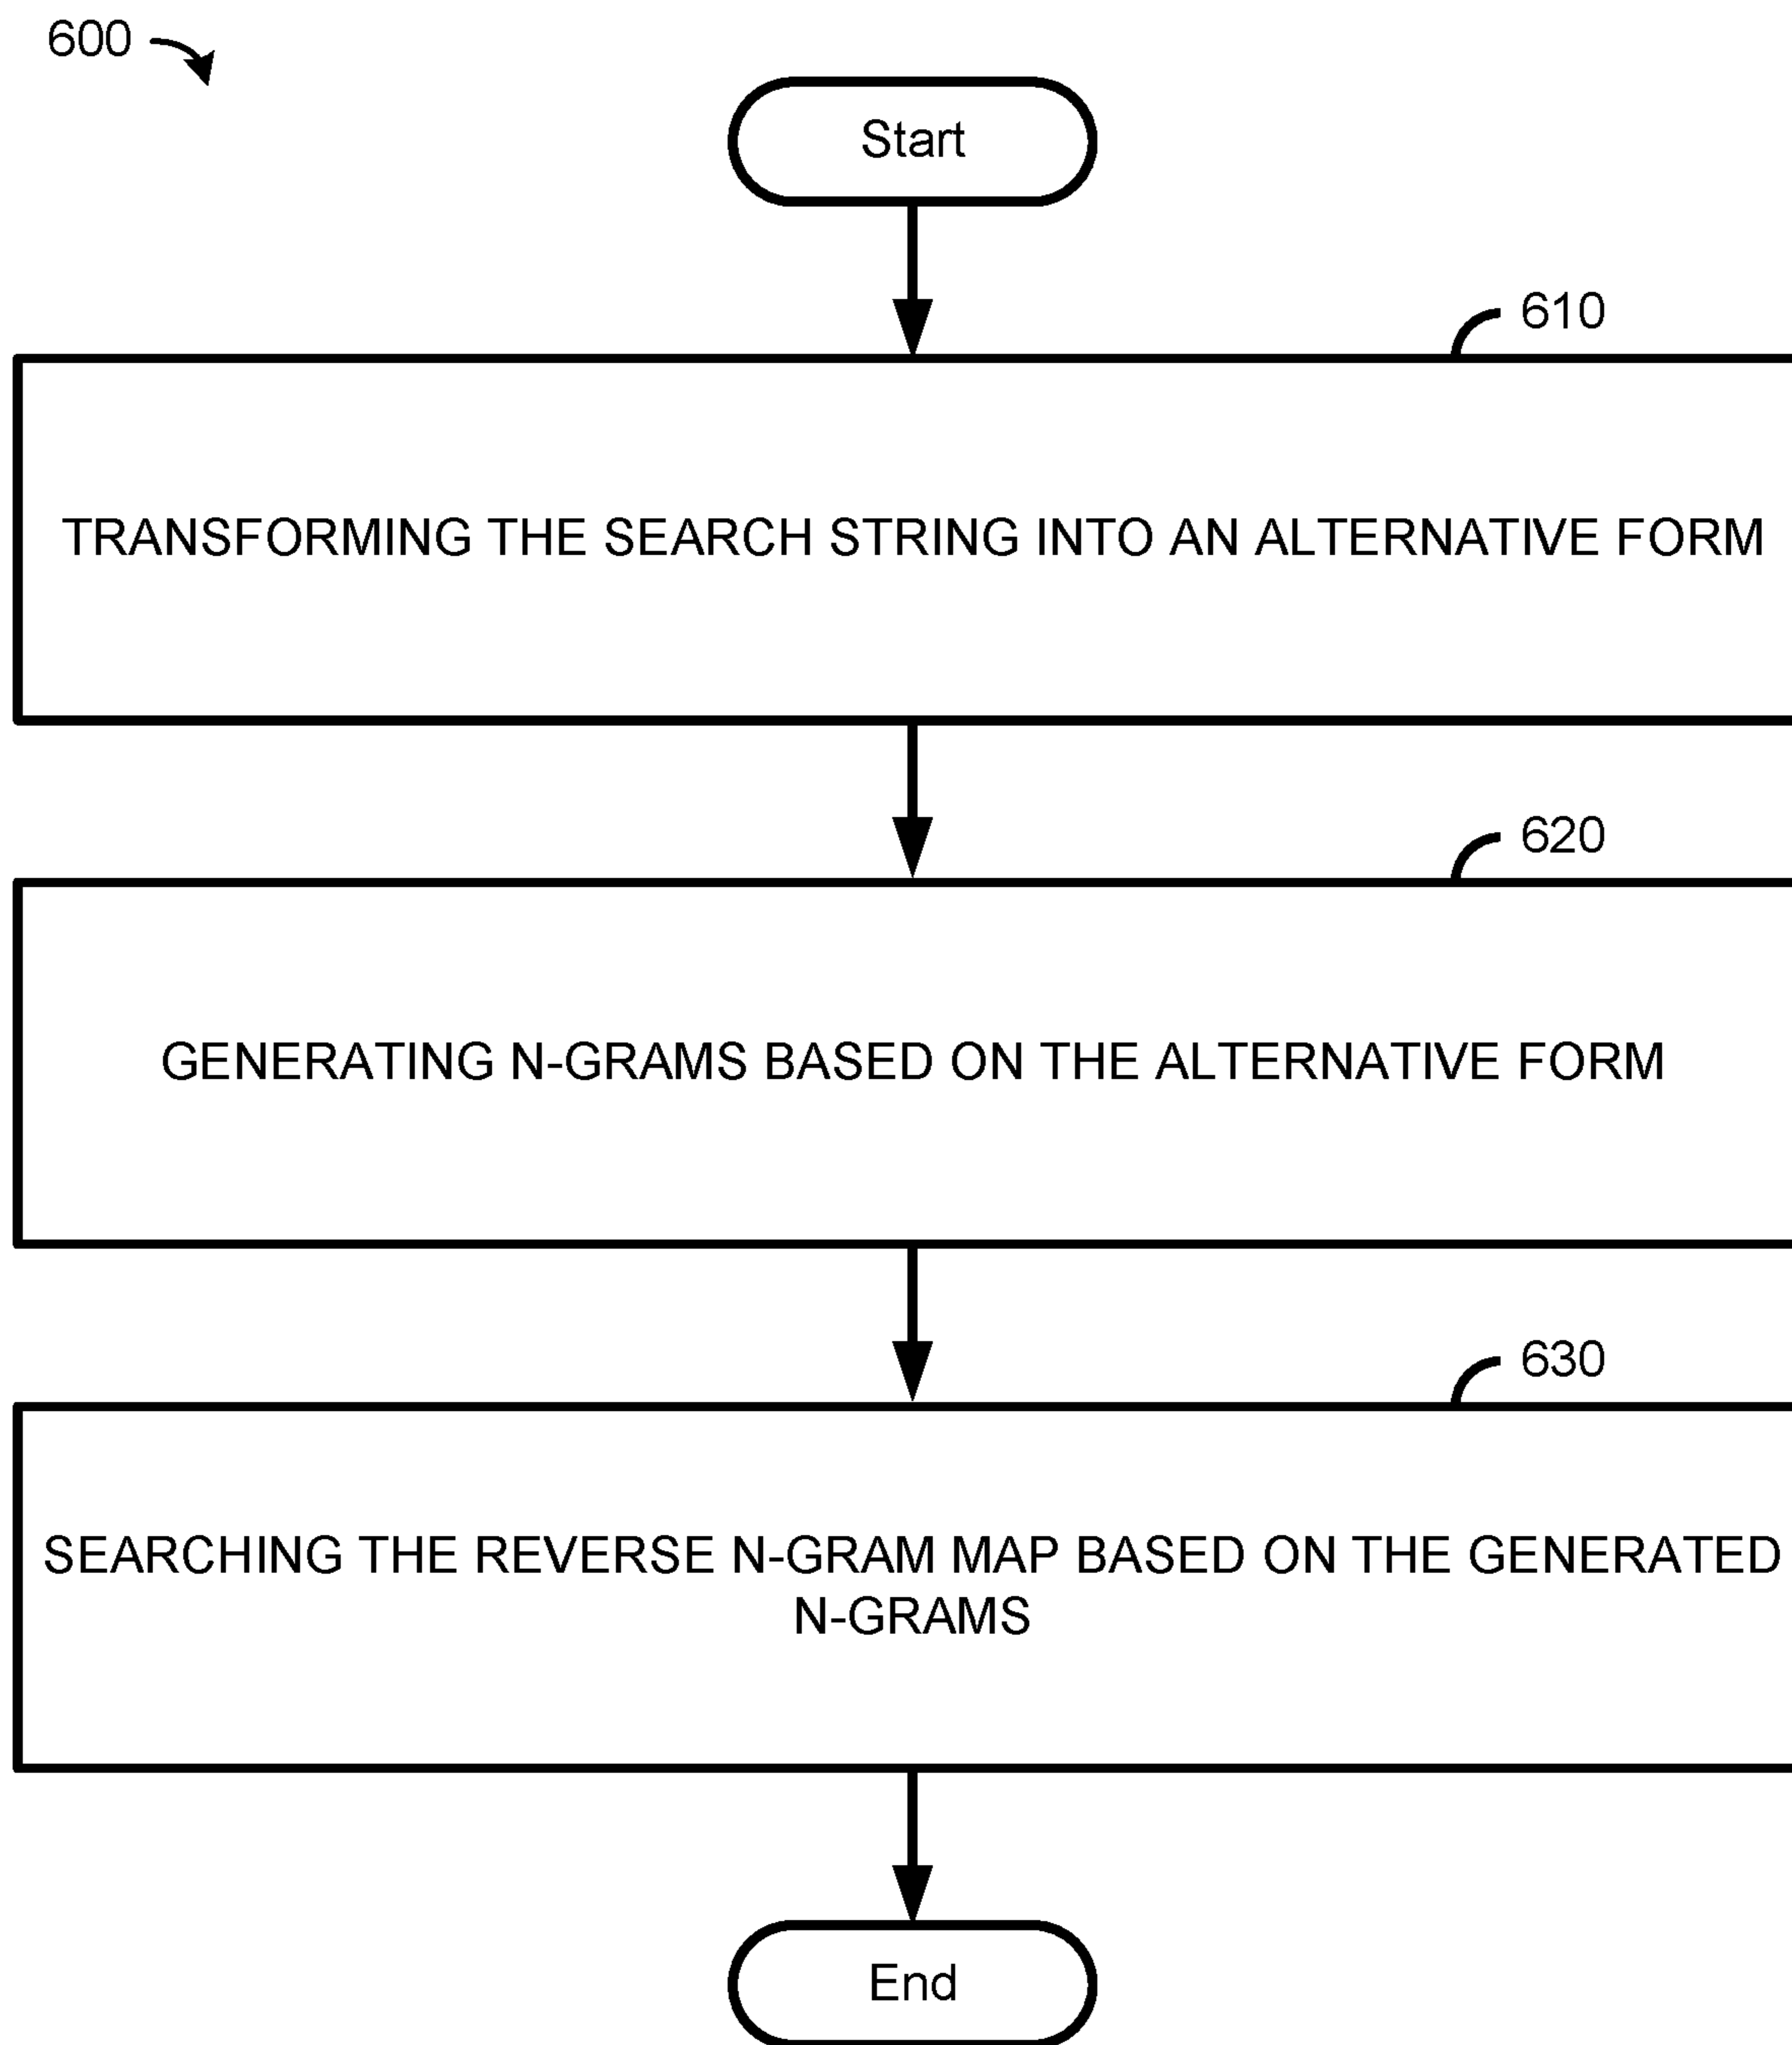 600
Start
610
TRANSFORMING THE SEARCH STRING INTO AN ALTERNATIVE FORM
620
GENERATING N-GRAMS BASED ON THE ALTERNATIVE FORM
630
SEARCHING THE REVERSE N-GRAM MAP BASED ON THE GENERATED
N-GRAMS
End